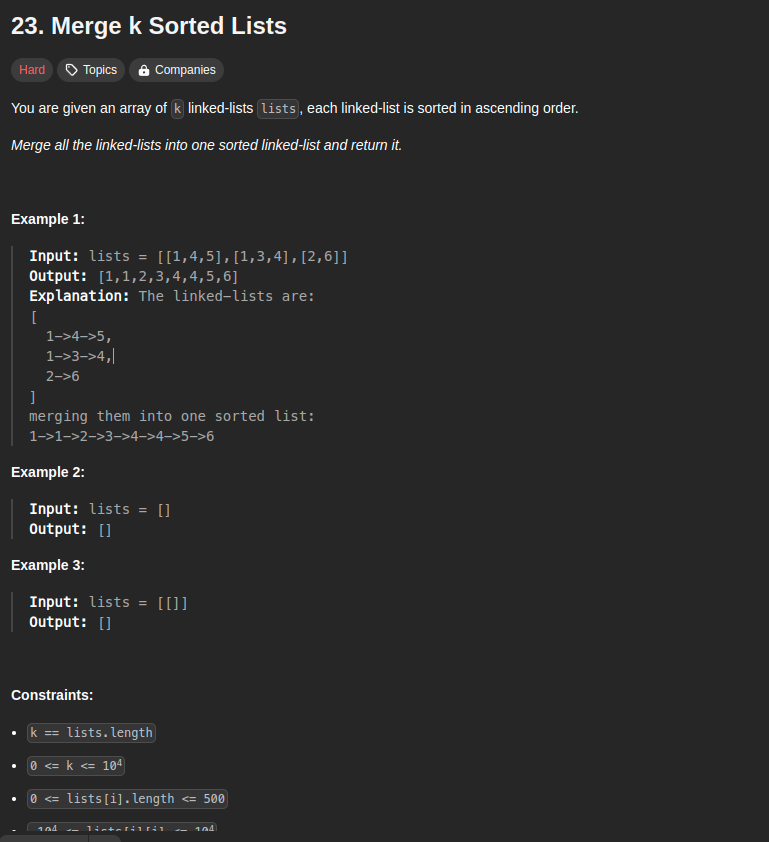 23. Merge k Sorted Lists
Hard Topics Companies
You are given an array of k linked-lists lists, each linked-list is sorted in ascending order.
Merge all the linked-lists into one sorted linked-list and return it.
Example 1:
Input: lists = [[1,4,5],[1,3,4],[2,6]]
Output: [1,1,2,3,4,4,5,6]
Explanation: The linked-lists are:
[
1->4->5,
1->3->4,
2->6
]
merging them into one sorted list:
1->1->2->3->4->4->5->6
Example 2:
Input: lists = []
Output: []
Example 3:
Input: lists = [[]]
Output: []
Constraints:
• k == lists.length
• 0 <= k <= 10⁴
• 0 <= lists[i].length <= 500
• -10⁴ <= lists[i][j] <= 10⁴